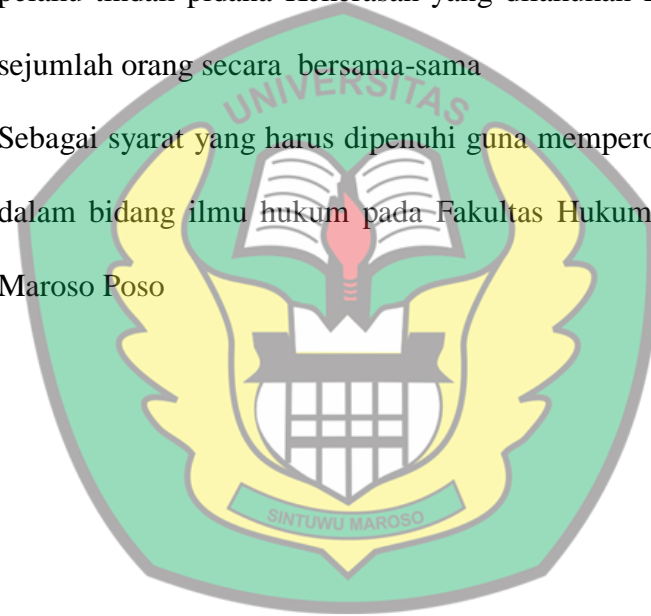 pelaku tindak pidana Kekerasan yang dilakukan
sejumlah orang secara bersama-sama
UNIVERSITAS
Sebagai syarat yang harus dipenuhi guna mempero
dalam bidang ilmu hukum pada Fakultas Hukum
Maroso Poso
SINTUWU MAROSO